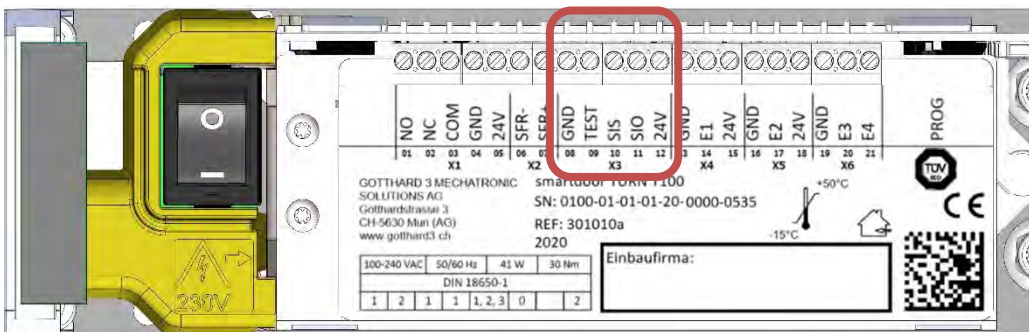 NO NC COM GND 24V SFR- SFR+ GND TEST SIS SIO 24V GND E1 24V GND E2 24V GND E3 E4 PROG
01 02 03 04 05 06 07 08 09 10 11 12 13 14 15 16 17 18 19 20 21
X1 X2 X3 X4 X5 X6
GOTTHARD 3 MECHATRONIC
SOLUTIONS AG
Gotthardstrasse 3
CH-5630 Muri (AG)
www gotthard3 ch
smartdoor TURN T100
SN: 0100-01-01-01-20-0000-0535
REF: 301010a
2020
+50°C
-15°C
TÜV
CE
100-240 VAC 50/60 Hz 41 W 30 Nm
DIN 18650-1
1 2 1 1 1, 2, 3 0 2
Einbaufirma:
230V